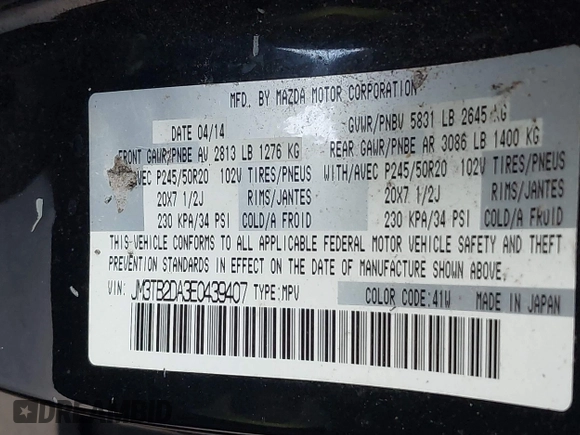 MFD. BY MAZDA MOTOR CORPORATION
DATE 04/14 GVWR/PNBV 5831 LB 2645 KG
FRONT GAWR/PNBE AV 2813 LB 1276 KG REAR GAWR/PNBE AR 3086 LB 1400 KG
/AVEC P245/50R20 102V TIRES/PNEUS WITH/AVEC P245/50R20 102V TIRES/PNEUS
20X7 1/2J RIMS/JANTES 20X7 1/2J RIMS/JANTES
230 KPA/34 PSI COLD/A FROID 230 KPA/34 PSI COLD/A FROID
THIS VEHICLE CONFORMS TO ALL APPLICABLE FEDERAL MOTOR VEHICLE SAFETY AND THEFT
PREVENTION STANDARDS IN EFFECT ON THE DATE OF MANUFACTURE SHOWN ABOVE.
VIN: JM3TB2DA3E0439407 TYPE:MPV COLOR CODE:41W MADE IN JAPAN
DREAMBID